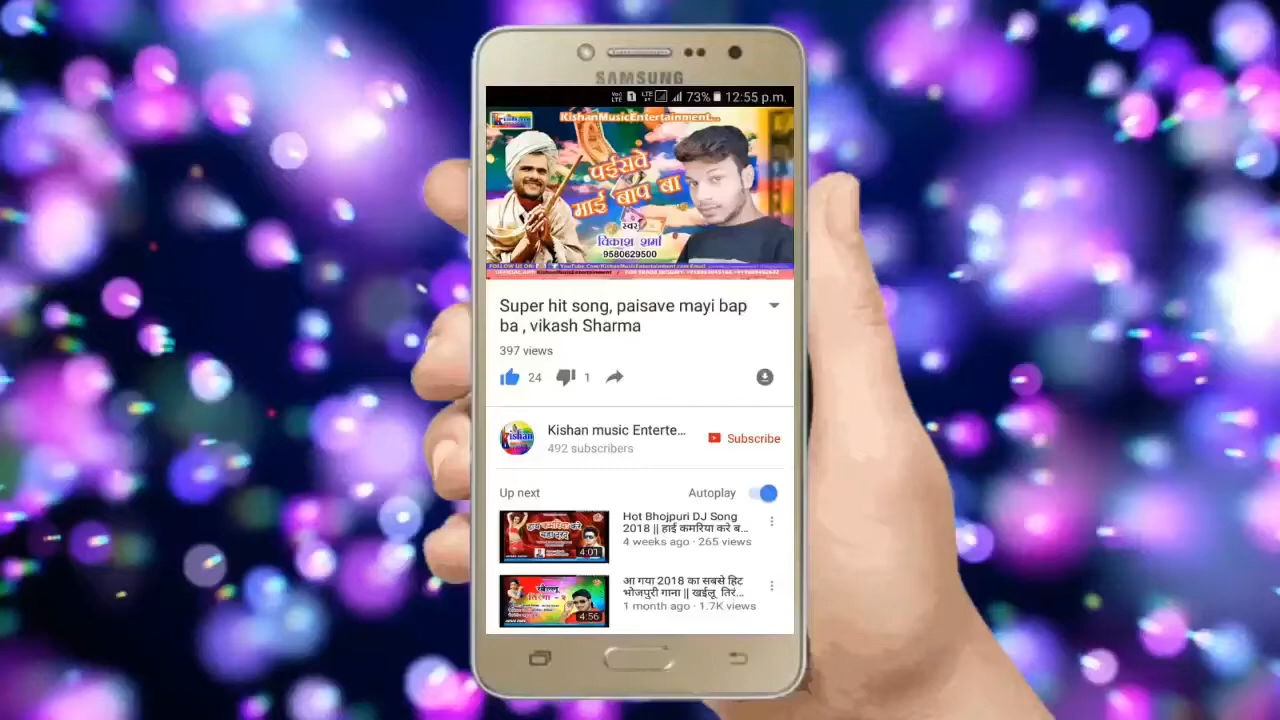 SAMSUNG
73% 12:55 p.m.
KishanMusicEntertainment...
पईसवे
माई बाप बा
स्वर
विकाश शर्मा
9580629500
Super hit song, paisave mayi bap
ba , vikash Sharma
397 views
24 1
Kishan
Kishan music Enterte...
492 subscribers
Subscribe
Up next
Autoplay
Hot Bhojpuri DJ Song
2018 || हाई कमरिया करे ब...
4 weeks ago · 265 views
4:01
आ गया 2018 का सबसे हिट
भोजपुरी गाना || खईलू तिरं...
1 month ago · 1.7K views
4:56